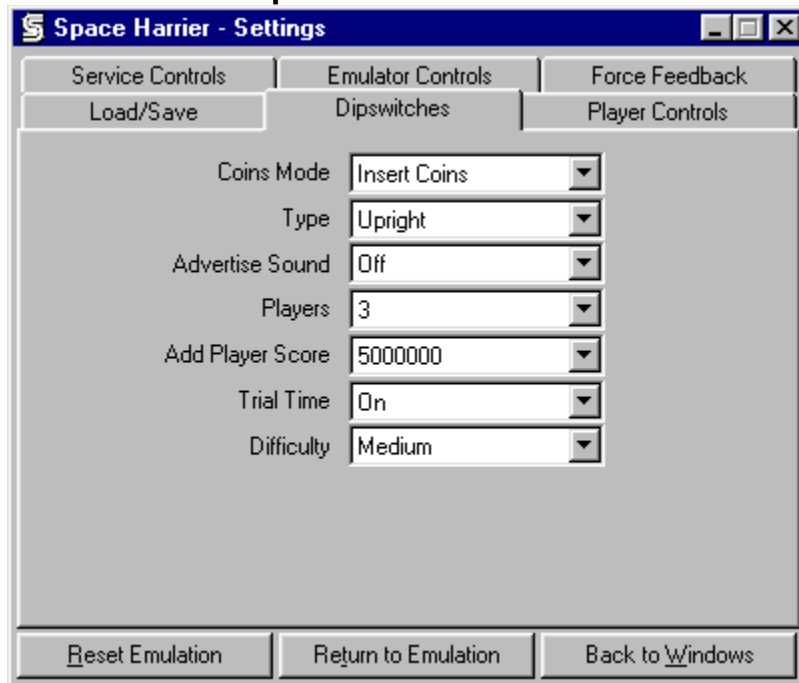 Space Harrier - Settings
Service Controls Emulator Controls Force Feedback
Load/Save Dipswitches Player Controls
Coins Mode Insert Coins
Type Upright
Advertise Sound Off
Players 3
Add Player Score 5000000
Trial Time On
Difficulty Medium
Reset Emulation Return to Emulation Back to Windows